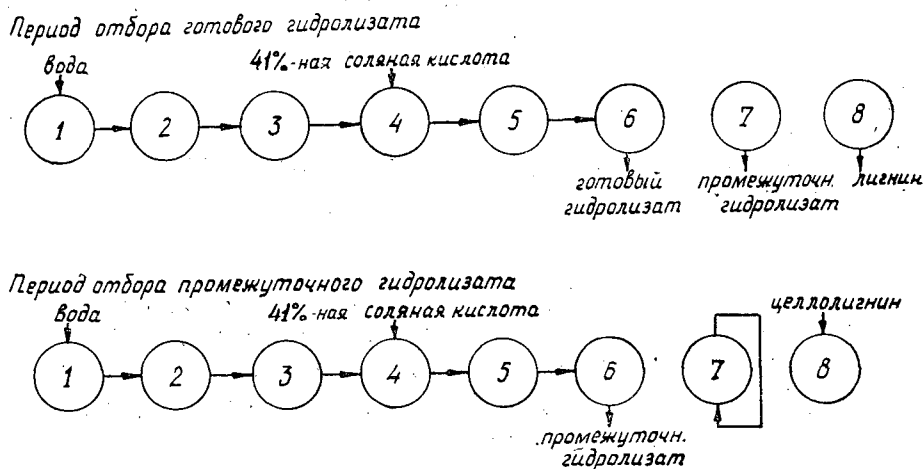 Период отбора готового гидролизата
вода 41%-ная соляная кислота
1 2 3 4 5 6 7 8
готовый промежуточн. лигнин
гидролизат гидролизат
Период отбора промежуточного гидролизата
вода 41%-ная соляная кислота целлолигнин
1 2 3 4 5 6 7 8
промежуточн.
гидролизат